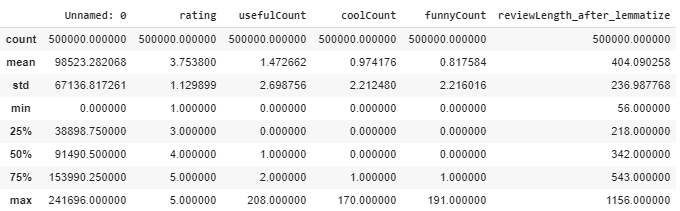 Unnamed: 0 rating usefulCount coolCount funnyCount reviewLength_after_lemmatize
count 500000.000000 500000.000000 500000.000000 500000.000000 500000.000000 500000.000000
mean 98523.282068 3.753800 1.472662 0.974176 0.817584 404.090258
std 67136.817261 1.129899 2.698756 2.212480 2.216016 236.987768
min 0.000000 1.000000 0.000000 0.000000 0.000000 56.000000
25% 38898.750000 3.000000 0.000000 0.000000 0.000000 218.000000
50% 91490.500000 4.000000 1.000000 0.000000 0.000000 342.000000
75% 153990.250000 5.000000 2.000000 1.000000 1.000000 543.000000
max 241696.000000 5.000000 208.000000 170.000000 191.000000 1156.000000